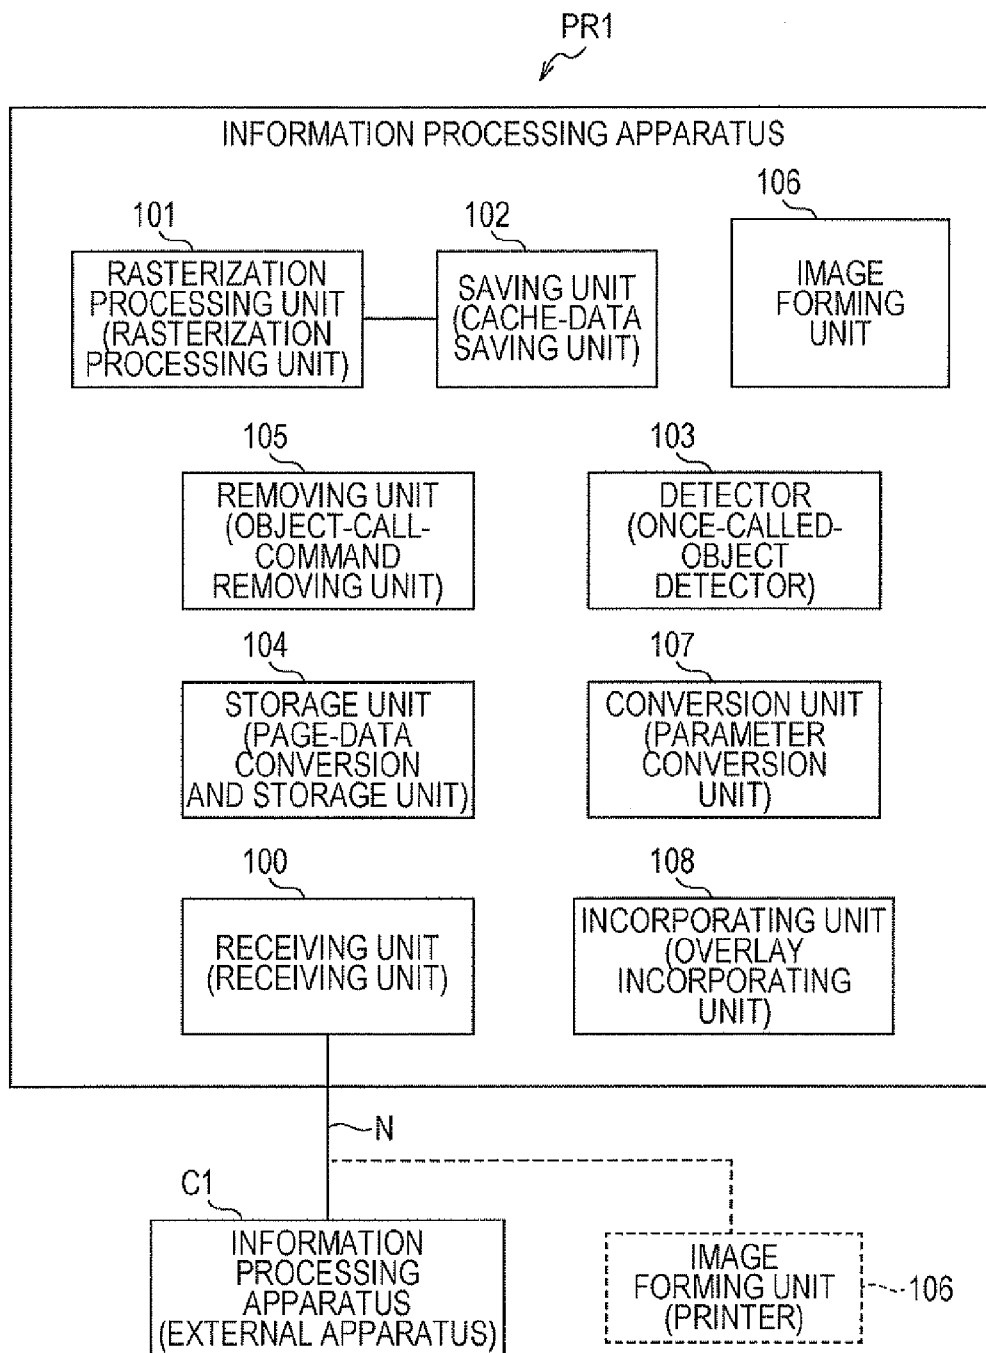 PR1
INFORMATION PROCESSING APPARATUS
101
RASTERIZATION
PROCESSING UNIT
(RASTERIZATION
PROCESSING UNIT)
102
SAVING UNIT
(CACHE-DATA
SAVING UNIT)
106
IMAGE
FORMING
UNIT
105
REMOVING UNIT
(OBJECT-CALL-
COMMAND
REMOVING UNIT)
103
DETECTOR
(ONCE-CALLED-
OBJECT
DETECTOR)
104
STORAGE UNIT
(PAGE-DATA
CONVERSION
AND STORAGE UNIT)
107
CONVERSION UNIT
(PARAMETER
CONVERSION
UNIT)
100
RECEIVING UNIT
(RECEIVING UNIT)
108
INCORPORATING UNIT
(OVERLAY
INCORPORATING
UNIT)
N
C1
INFORMATION
PROCESSING
APPARATUS
(EXTERNAL APPARATUS)
IMAGE
FORMING UNIT
(PRINTER)
106